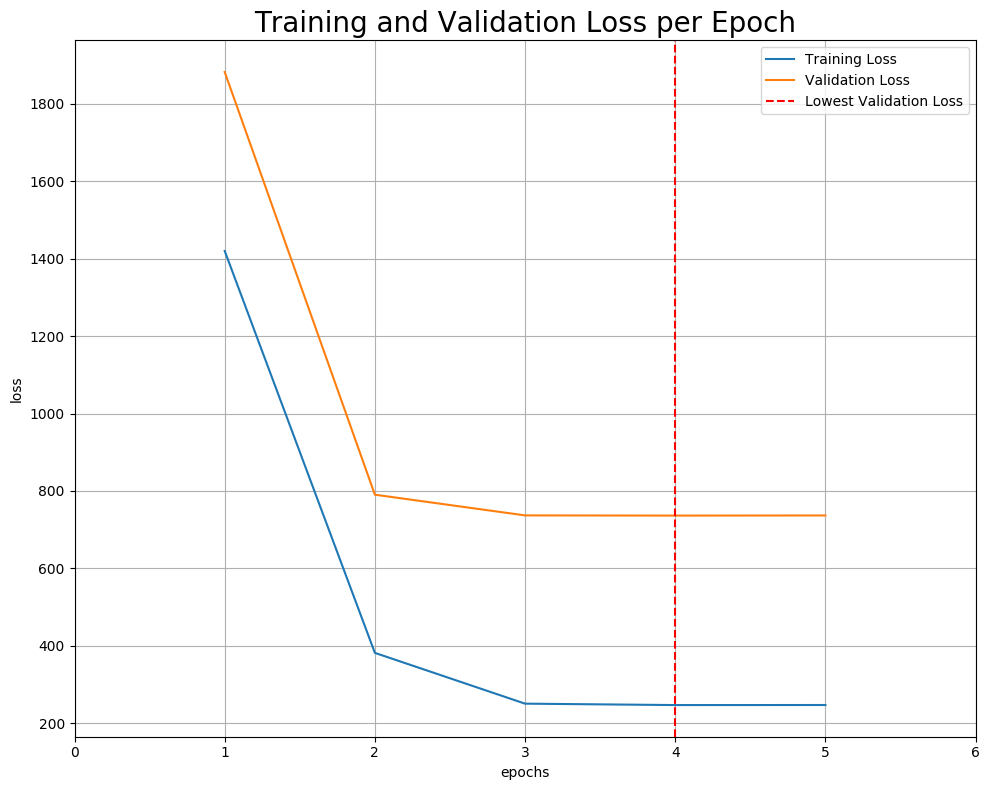 Training and Validation Loss per Epoch
Training Loss
Validation Loss
Lowest Validation Loss
1800
1600
1400
1200
1000
800
600
400
200
loss
0 1 2 3 4 5 6
epochs